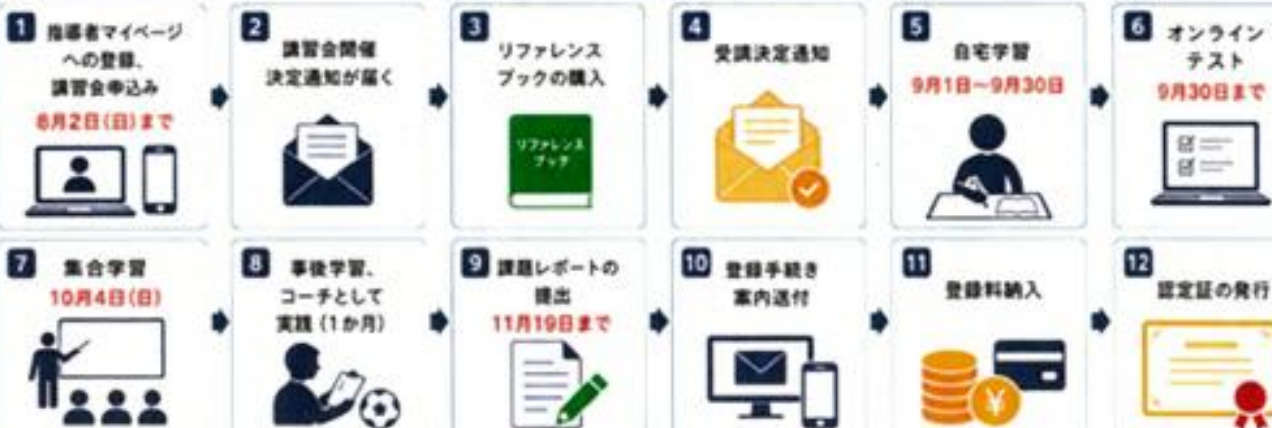 1
指導者マイページ
への登録、
講習会申込み
8月2日(日)まで
2
講習会開催
決定通知が届く
3
リファレンス
ブックの購入
リファレンス
ブック
4
受講決定通知
5
自宅学習
9月1日～9月30日
6
オンライン
テスト
9月30日まで
7
集合学習
10月4日(日)
8
事後学習、
コーチとして
実践(1か月)
9
課題レポートの
提出
11月19日まで
10
登録手続き
案内送付
11
登録料納入
¥
12
認定証の発行